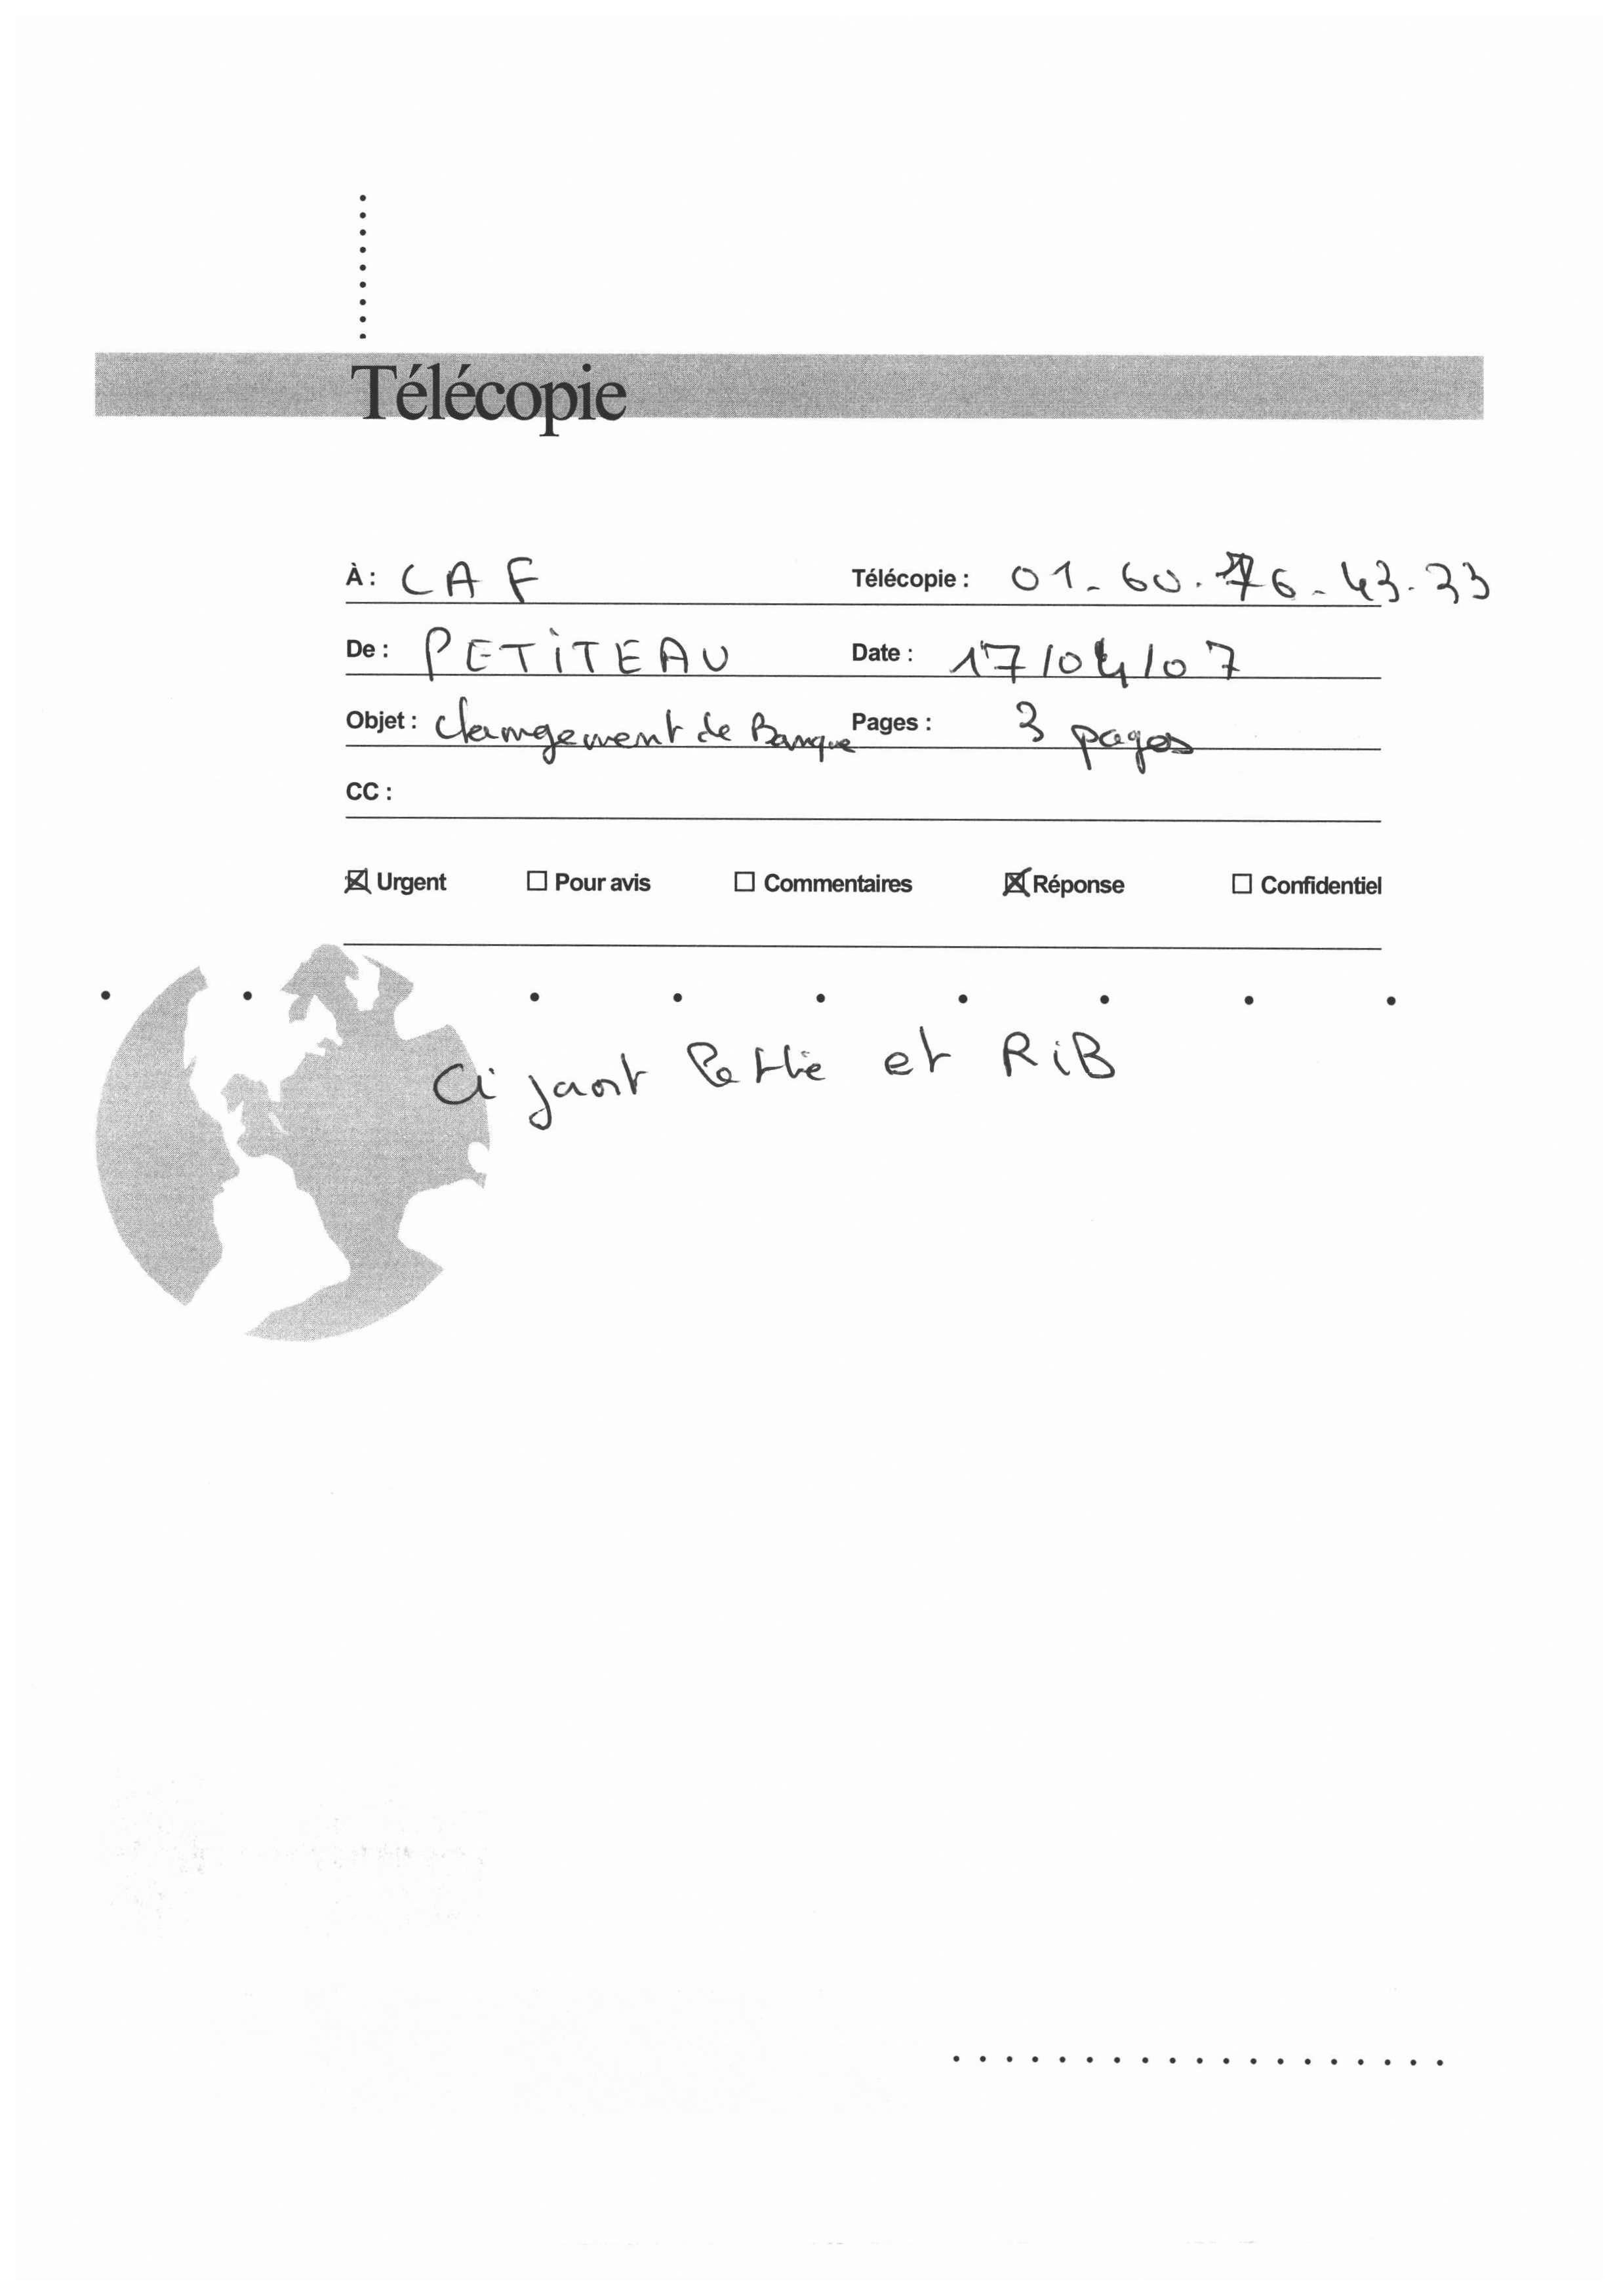 Télécopie
À : CAF Télécopie : 01-60.76-43.33
De : PETITEAU Date : 17/04/07
Objet : changement de Banque Pages : 3 pages
CC :
☒ Urgent ☐ Pour avis ☐ Commentaires ☒ Réponse ☐ Confidentiel
Ci joint lettre et RiB